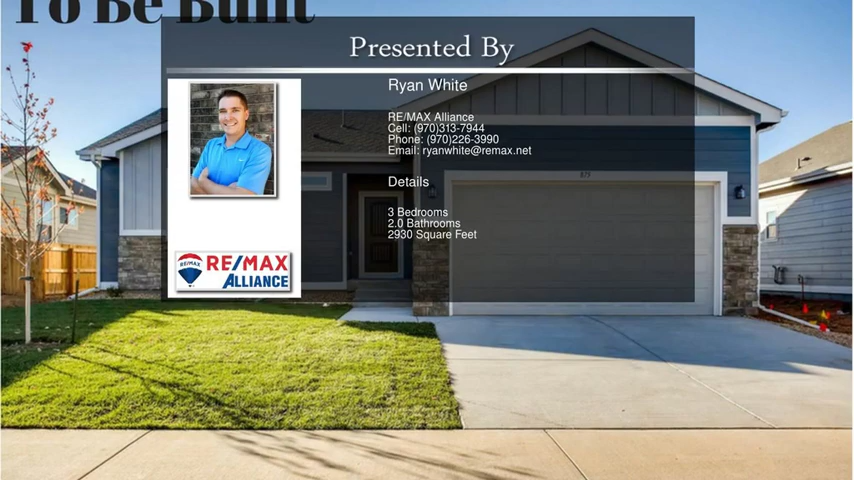 To Be Built
Presented By
Ryan White
RE/MAX Alliance
Cell: (970)313-7944
Phone: (970)226-3990
Email: ryanwhite@remax.net
Details
3 Bedrooms
2.0 Bathrooms
2930 Square Feet
875
RE/MAX
RE/MAX
ALLIANCE